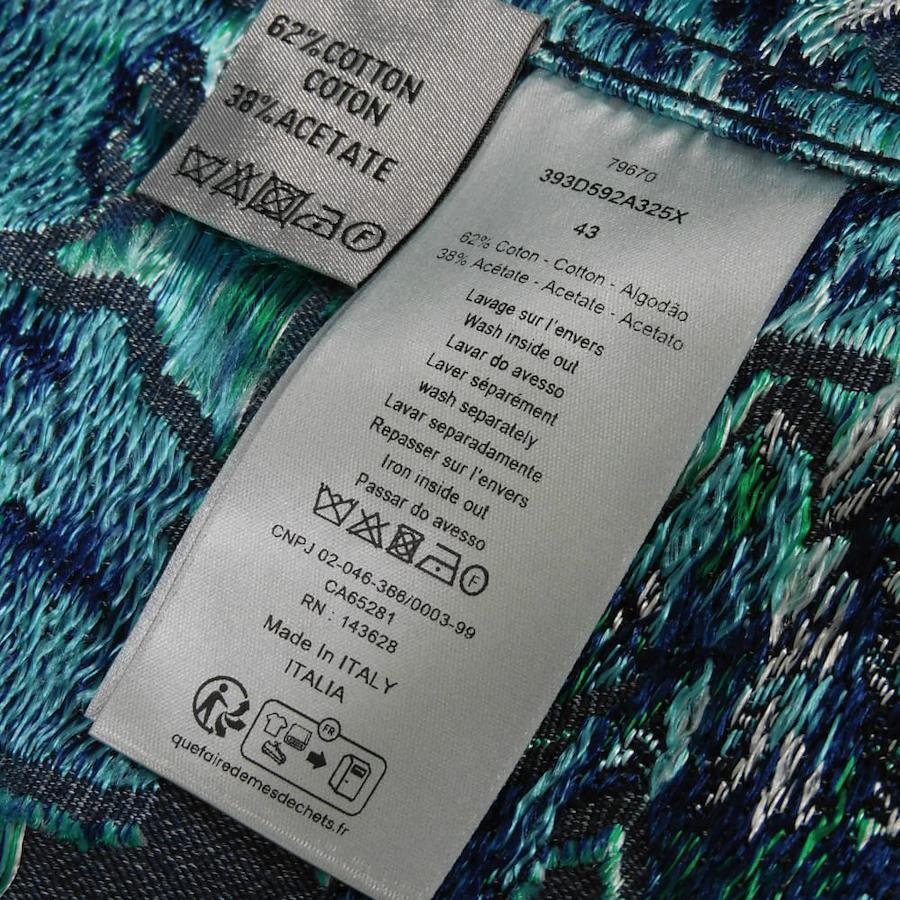 62% COTTON
COTON
38% ACETATE
F
79670
393D592A325X
43
62% Coton - Cotton - Algodão
38% Acétate - Acetate - Acetato
Lavage sur l'envers
Wash inside out
Lavar do avesso
Laver séparément
wash separately
Lavar separadamente
Repasser sur l'envers
Iron inside out
Passar do avesso
F
CNPJ 02-046-366/0003-99
CA65281
RN : 143628
Made In ITALY
ITALIA
FR
quefairedemesdechets.fr